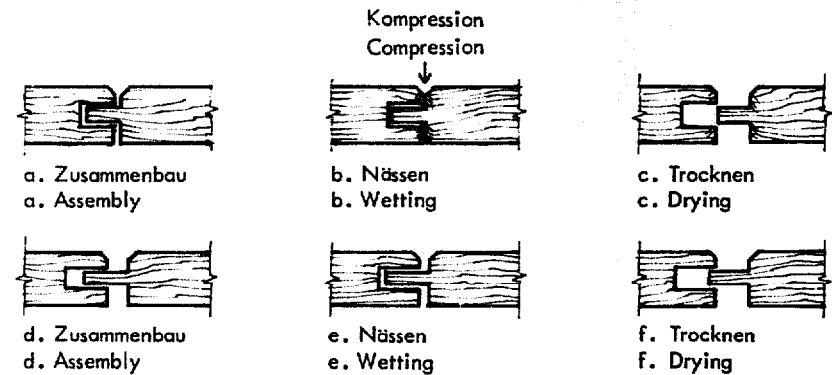 Kompression
Compression
a. Zusammenbau
a. Assembly
b. Nässen
b. Wetting
c. Trocknen
c. Drying
d. Zusammenbau
d. Assembly
e. Nässen
e. Wetting
f. Trocknen
f. Drying